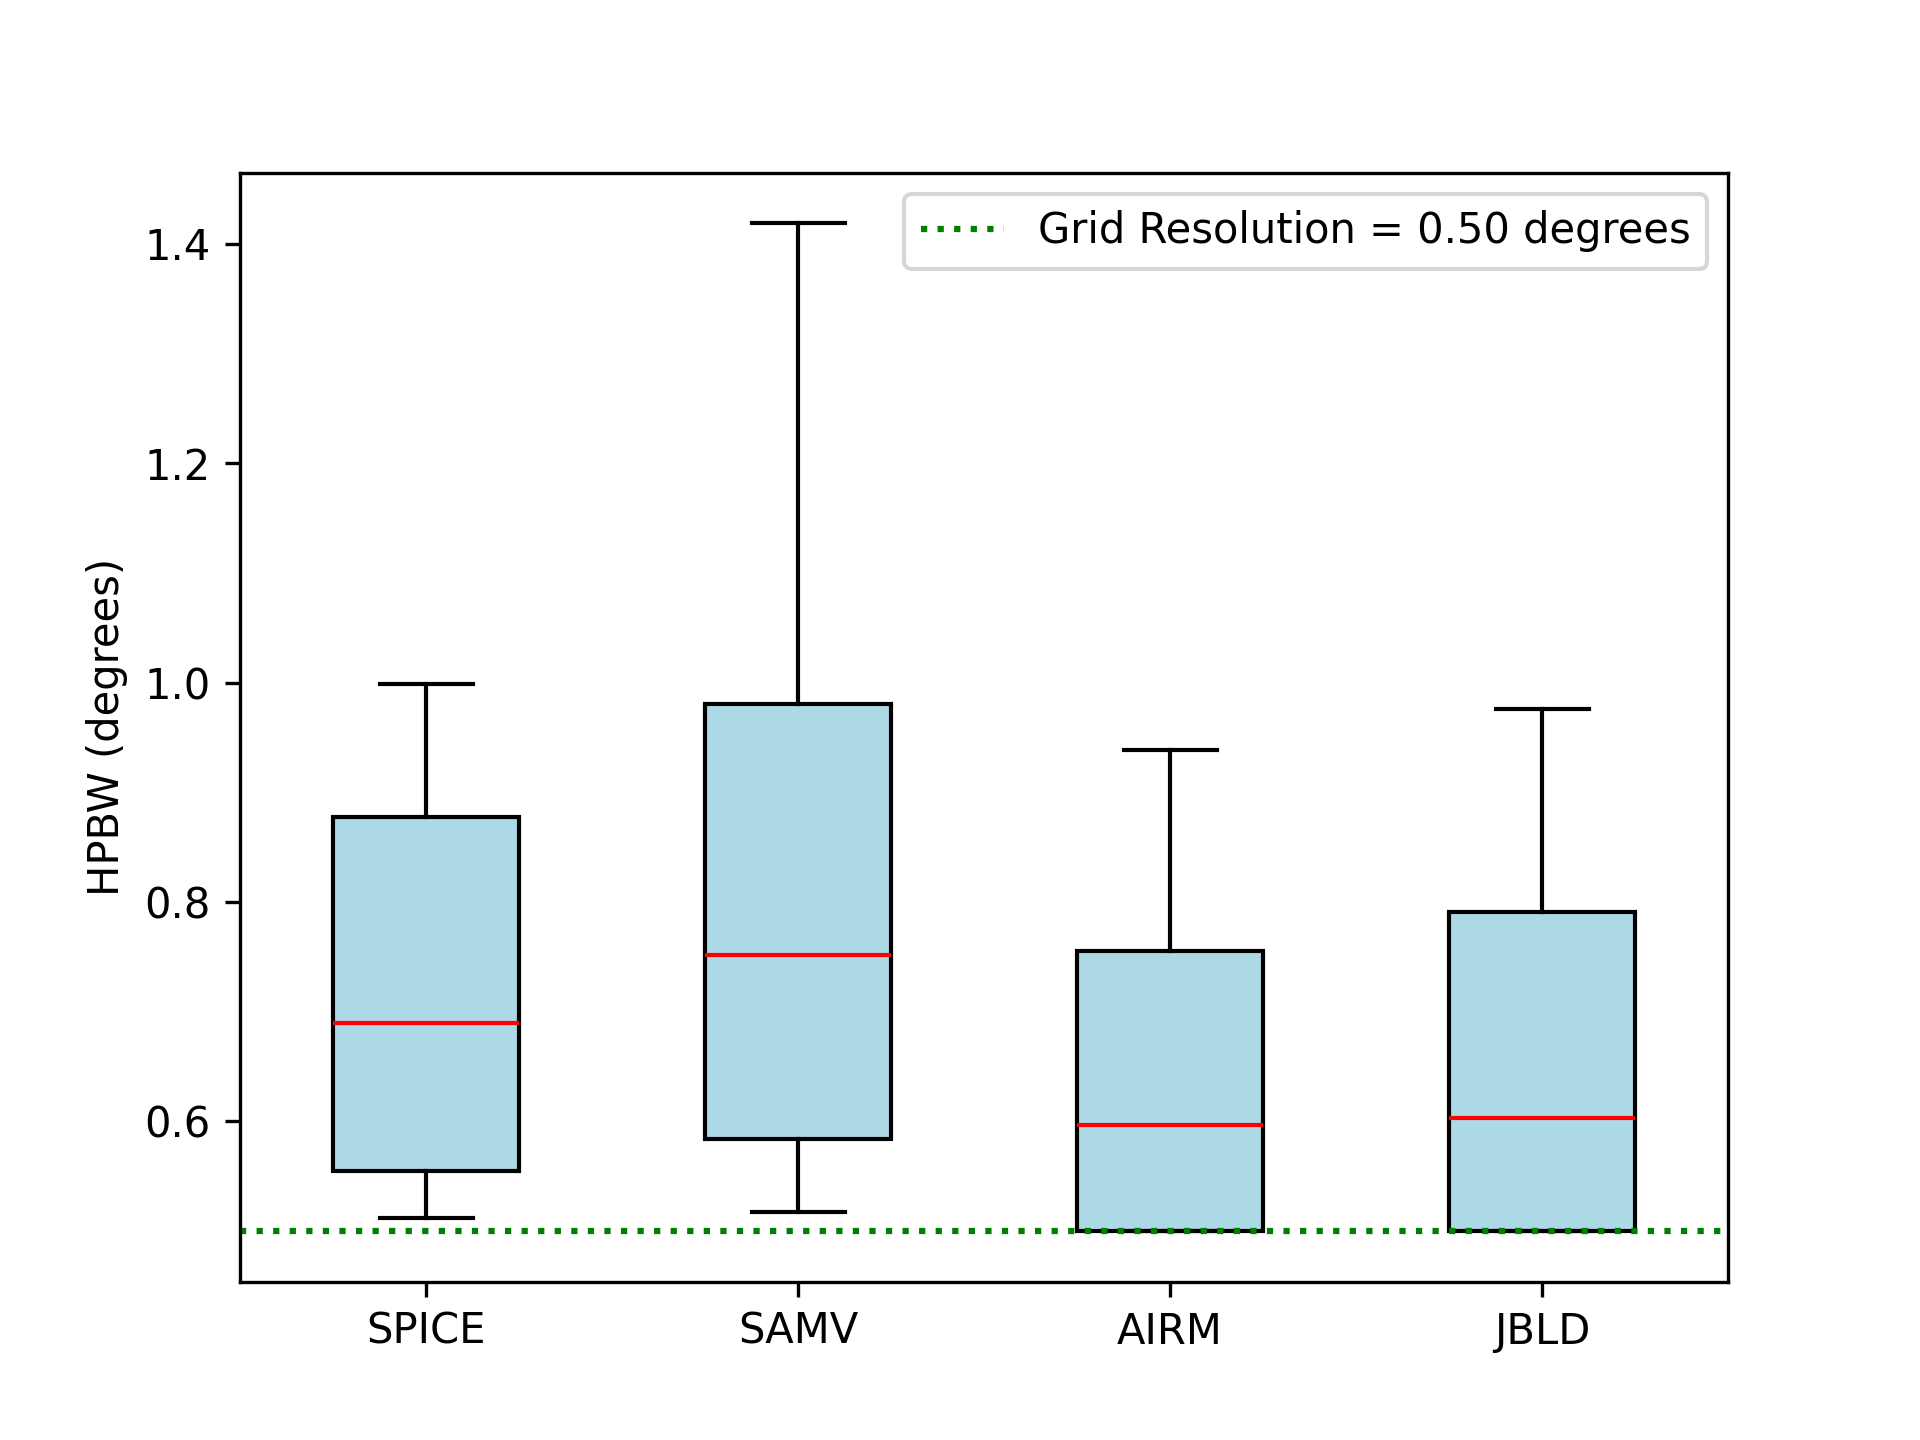 Grid Resolution = 0.50 degrees
HPBW (degrees)
1.4
1.2
1.0
0.8
0.6
SPICE SAMV AIRM JBLD